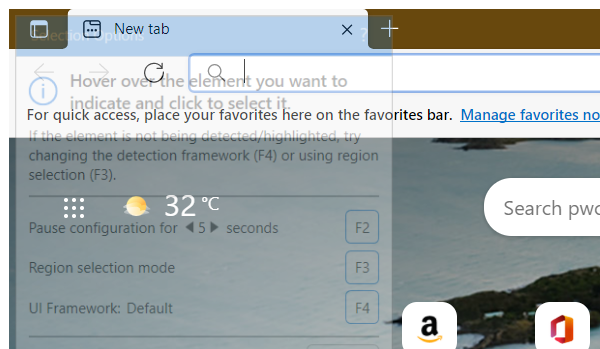 New tab
Selection Options ?
Hover over the element you want to
indicate and click to select it.
For quick access, place your favorites here on the favorites bar. Manage favorites no
If the element is not being detected/highlighted, try
changing the detection framework (F4) or using region
selection (F3).
32 °C
Search pwc
Pause configuration for 5 seconds F2
Region selection mode F3
UI Framework: Default F4
a